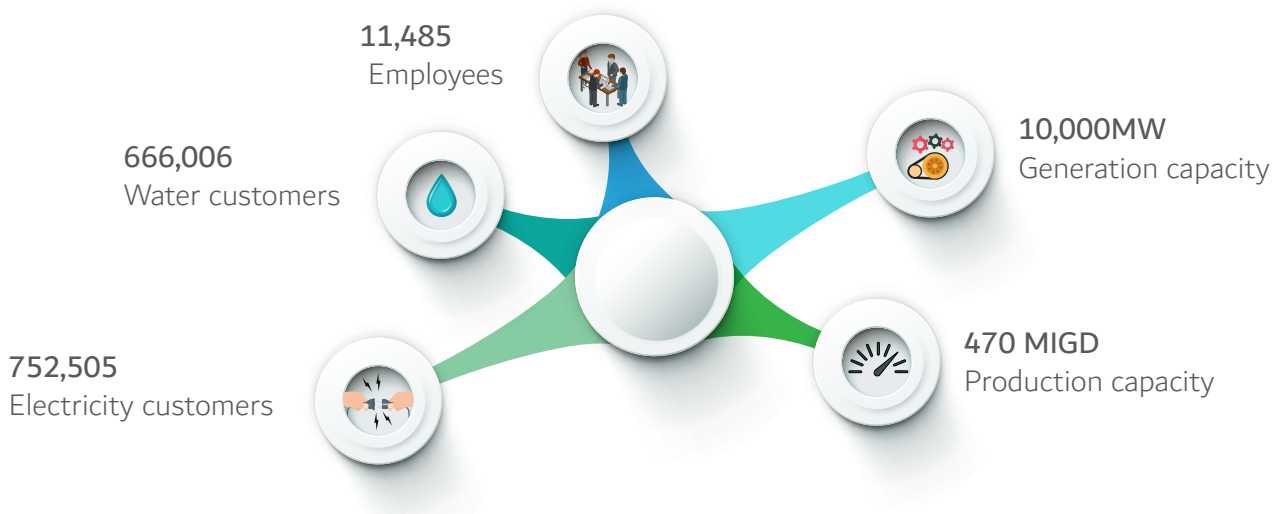 11,485
Employees
666,006
Water customers
752,505
Electricity customers
10,000MW
Generation capacity
470 MIGD
Production capacity